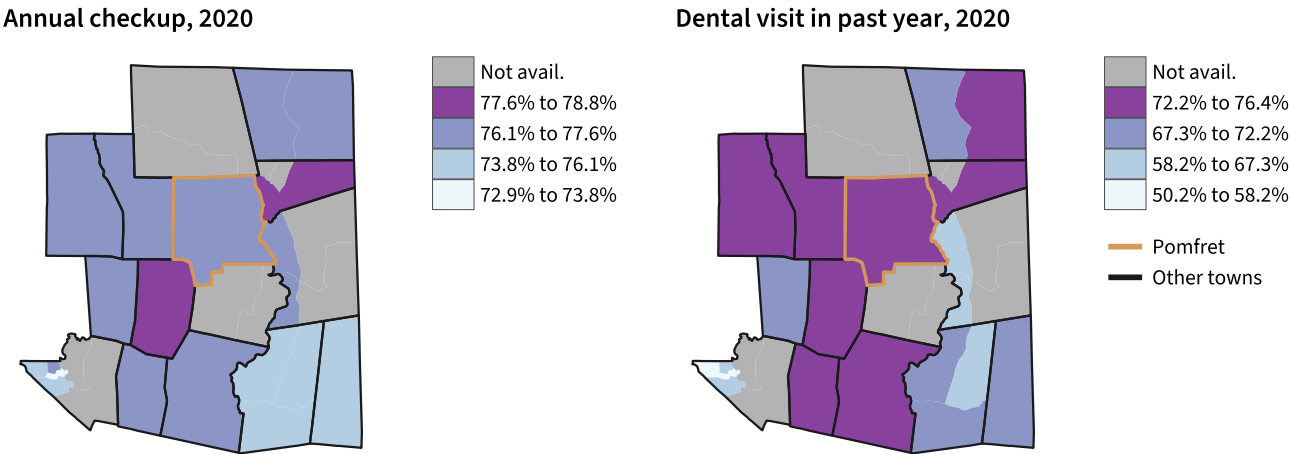 Annual checkup, 2020
Not avail.
77.6% to 78.8%
76.1% to 77.6%
73.8% to 76.1%
72.9% to 73.8%
Dental visit in past year, 2020
Not avail.
72.2% to 76.4%
67.3% to 72.2%
58.2% to 67.3%
50.2% to 58.2%
Pomfret
Other towns